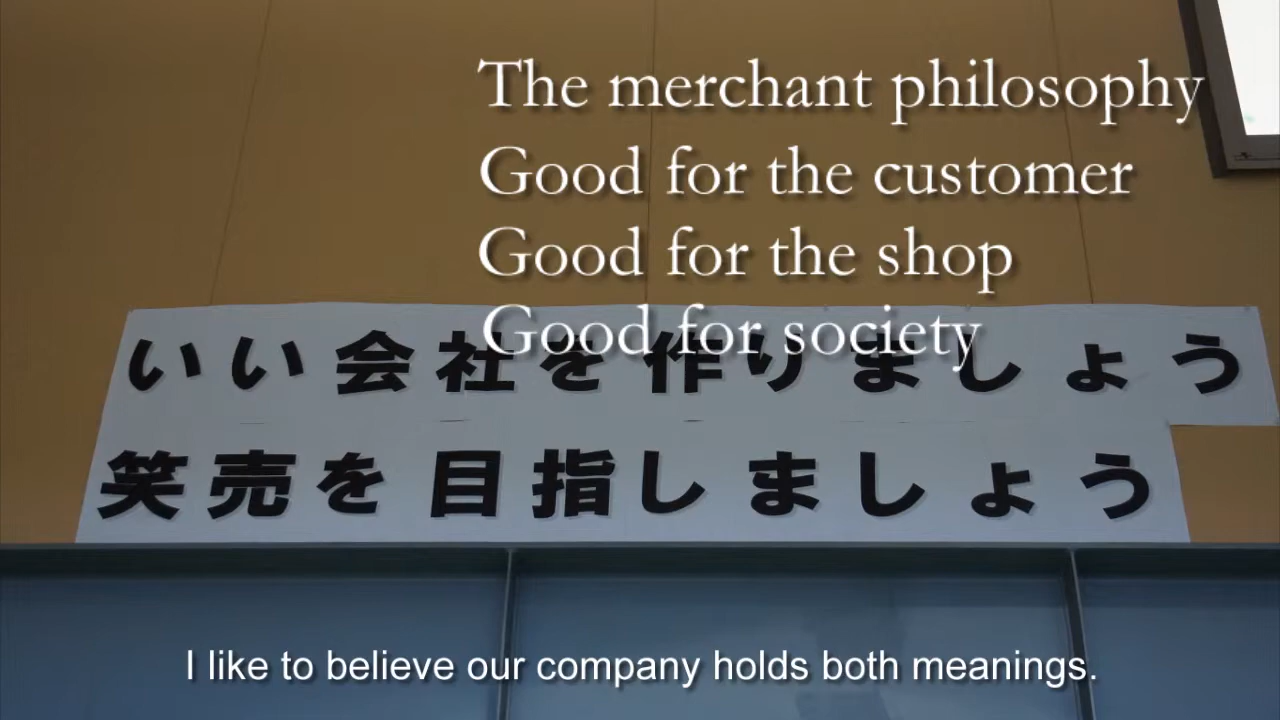 The merchant philosophy
Good for the customer
Good for the shop
Good for society
いい会社を作りましょう
笑売を目指しましょう
I like to believe our company holds both meanings.